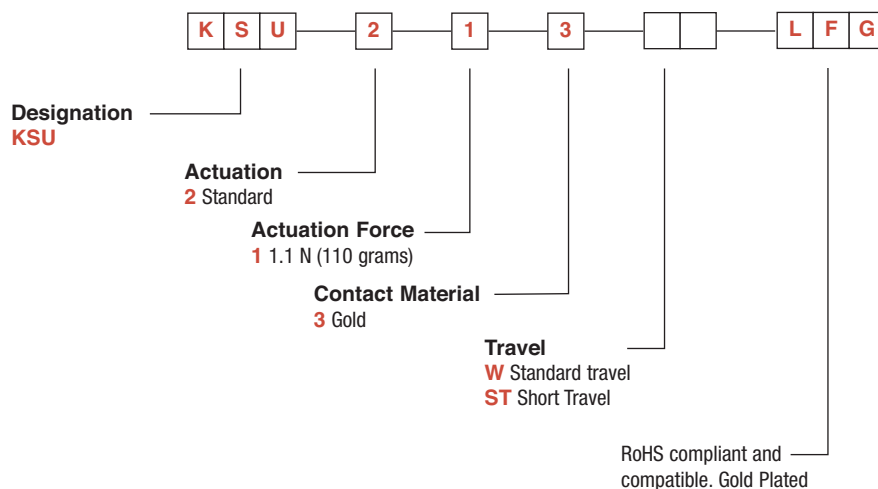 K S U 2 1 3 L F G
Designation
KSU
Actuation
2 Standard
Actuation Force
1 1.1 N (110 grams)
Contact Material
3 Gold
Travel
W Standard travel
ST Short Travel
RoHS compliant and
compatible. Gold Plated